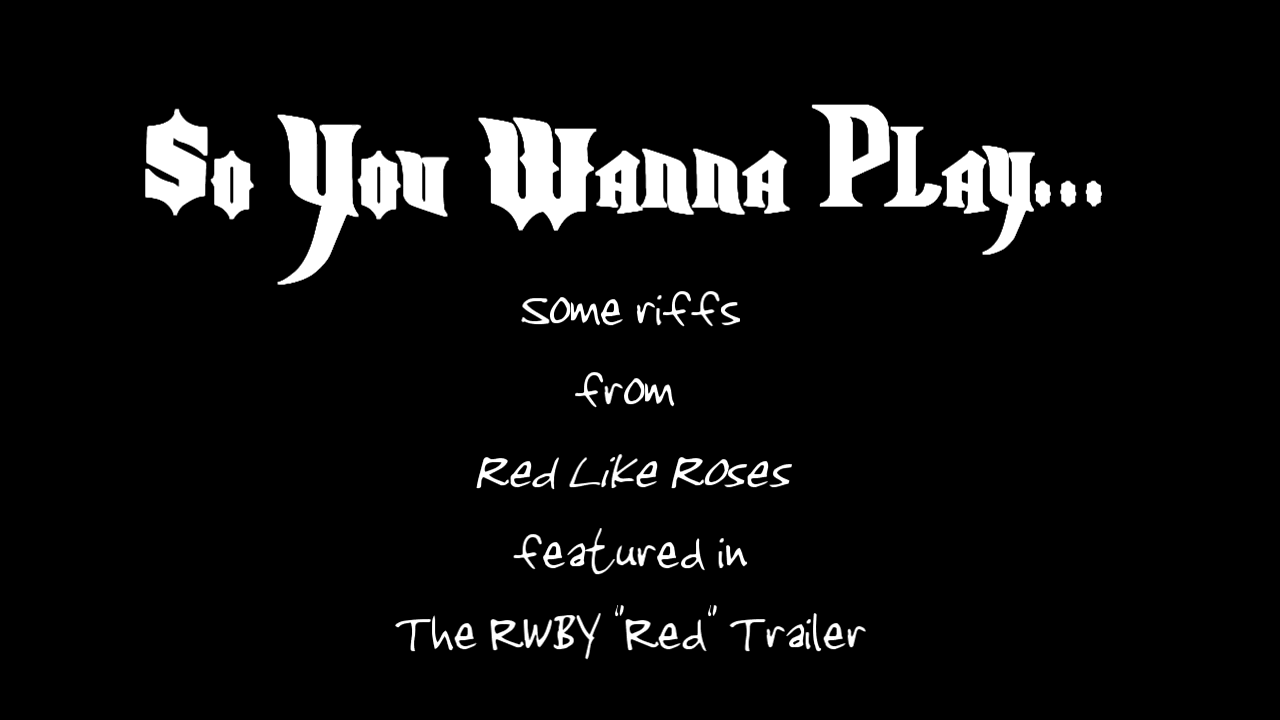 So You Wanna Play...
some riffs
from
Red Like Roses
featured in
The RWBY "Red" Trailer